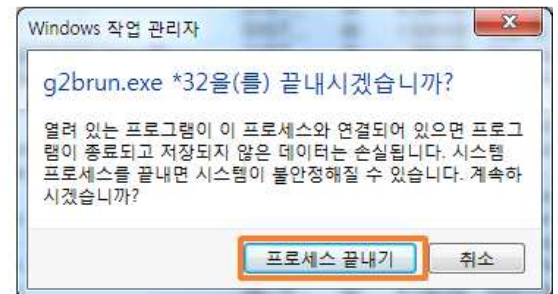 Windows 작업 관리자
g2brun.exe *32을(를) 끝내시겠습니까?
열려 있는 프로그램이 이 프로세스와 연결되어 있으면 프로그
램이 종료되고 저장되지 않은 데이터는 손실됩니다. 시스템
프로세스를 끝내면 시스템이 불안정해질 수 있습니다. 계속하
시겠습니까?
프로세스 끝내기
취소